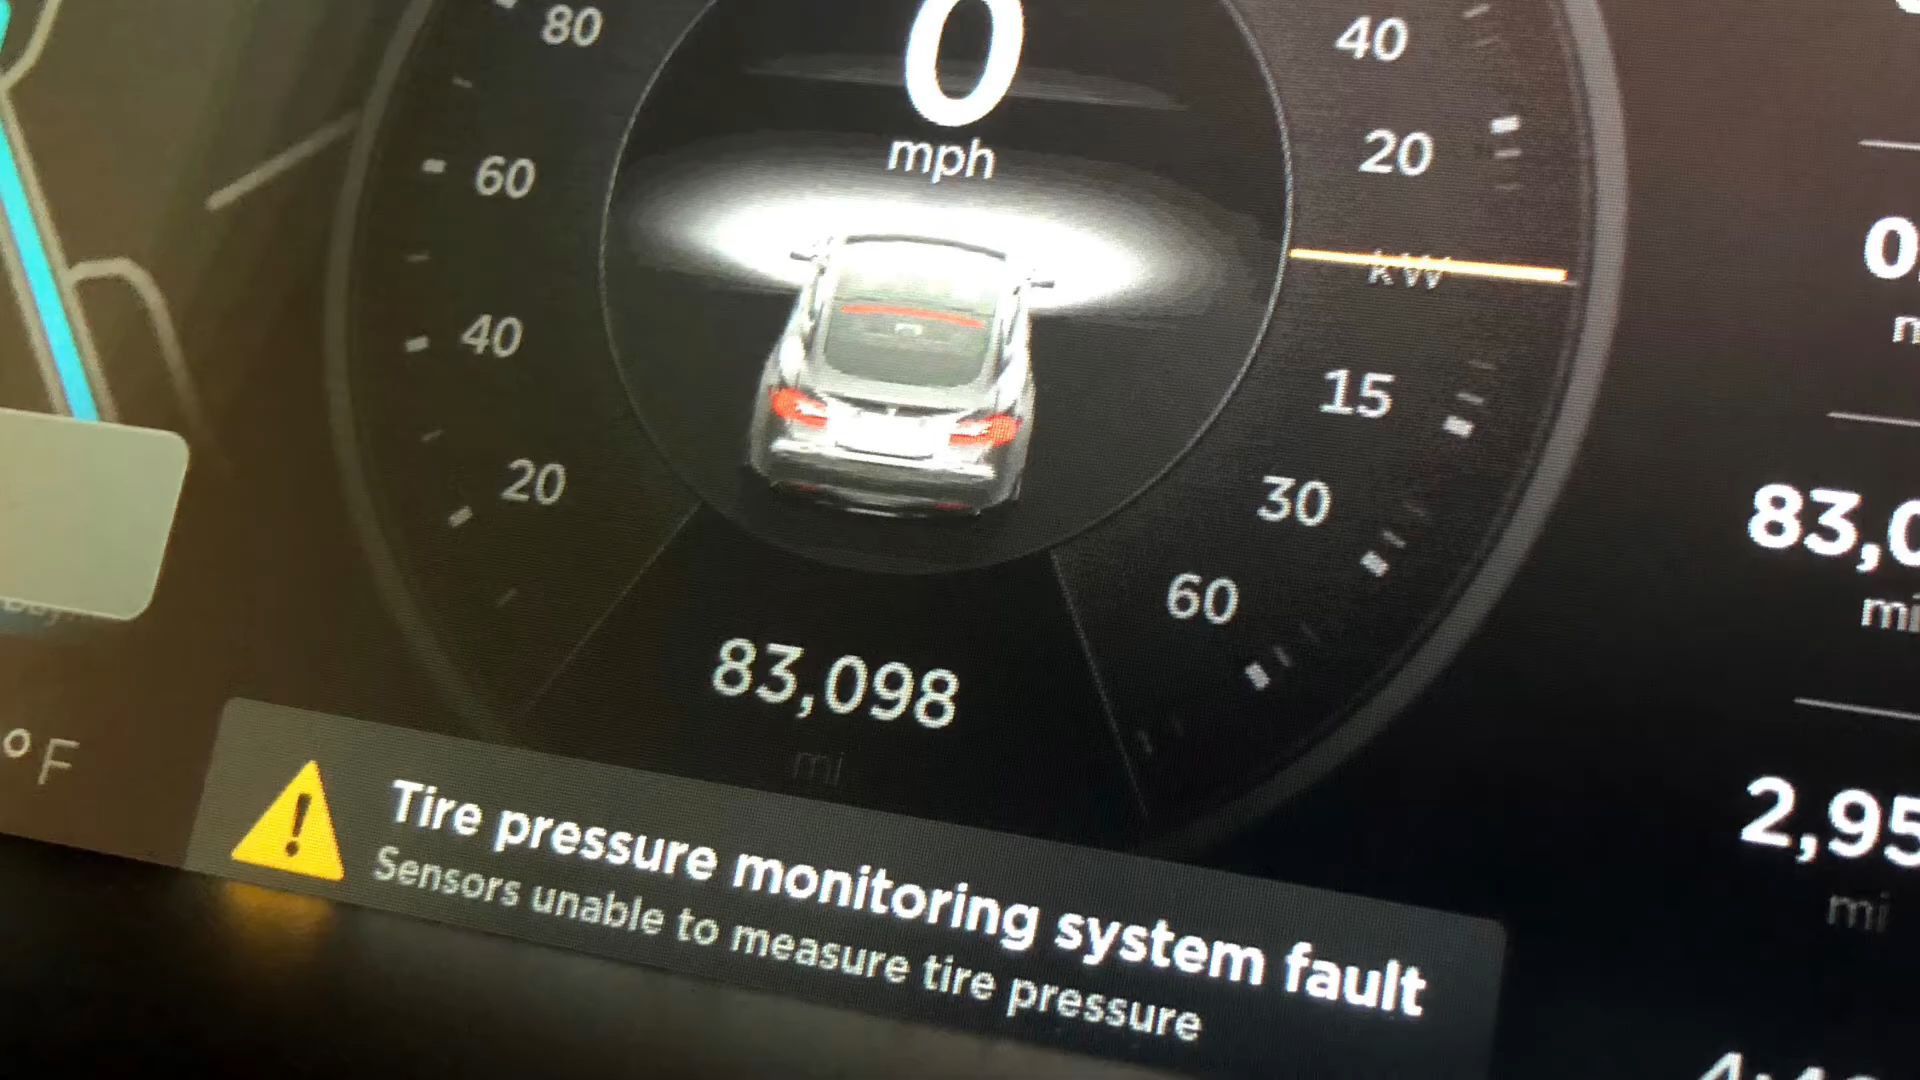 0
mph
80
60
40
20
40
20
kW
15
30
60
83,098
mi
°F
Tire pressure monitoring system fault
Sensors unable to measure tire pressure
83,0
mi
2,95
mi